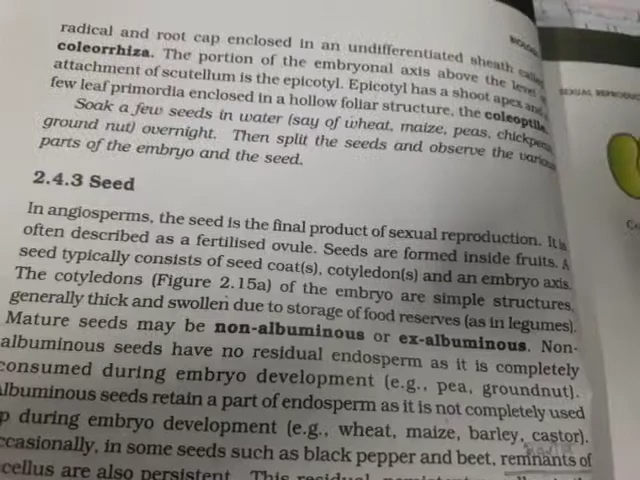 radical and root cap enclosed in an undifferentiated sheath called
coleorrhiza. The portion of the embryonal axis above the level
attachment of scutellum is the epicotyl. Epicotyl has a shoot apex and
few leaf primordia enclosed in a hollow foliar structure, the coleoptile
Soak a few seeds in water (say of wheat, maize, peas, chickpeas,
ground nut) overnight. Then split the seeds and observe the various
parts of the embryo and the seed.
2.4.3 Seed
In angiosperms, the seed is the final product of sexual reproduction. It is
often described as a fertilised ovule. Seeds are formed inside fruits. A
seed typically consists of seed coat(s), cotyledon(s) and an embryo axis.
The cotyledons (Figure 2.15a) of the embryo are simple structures,
generally thick and swollen due to storage of food reserves (as in legumes).
Mature seeds may be non-albuminous or ex-albuminous. Non-
albuminous seeds have no residual endosperm as it is completely
consumed during embryo development (e.g., pea, groundnut).
Albuminous seeds retain a part of endosperm as it is not completely used
p during embryo development (e.g., wheat, maize, barley, castor).
ccasionally, in some seeds such as black pepper and beet, remnants of
cellus are also persistent. This residual,
SEXUAL REPRODUC